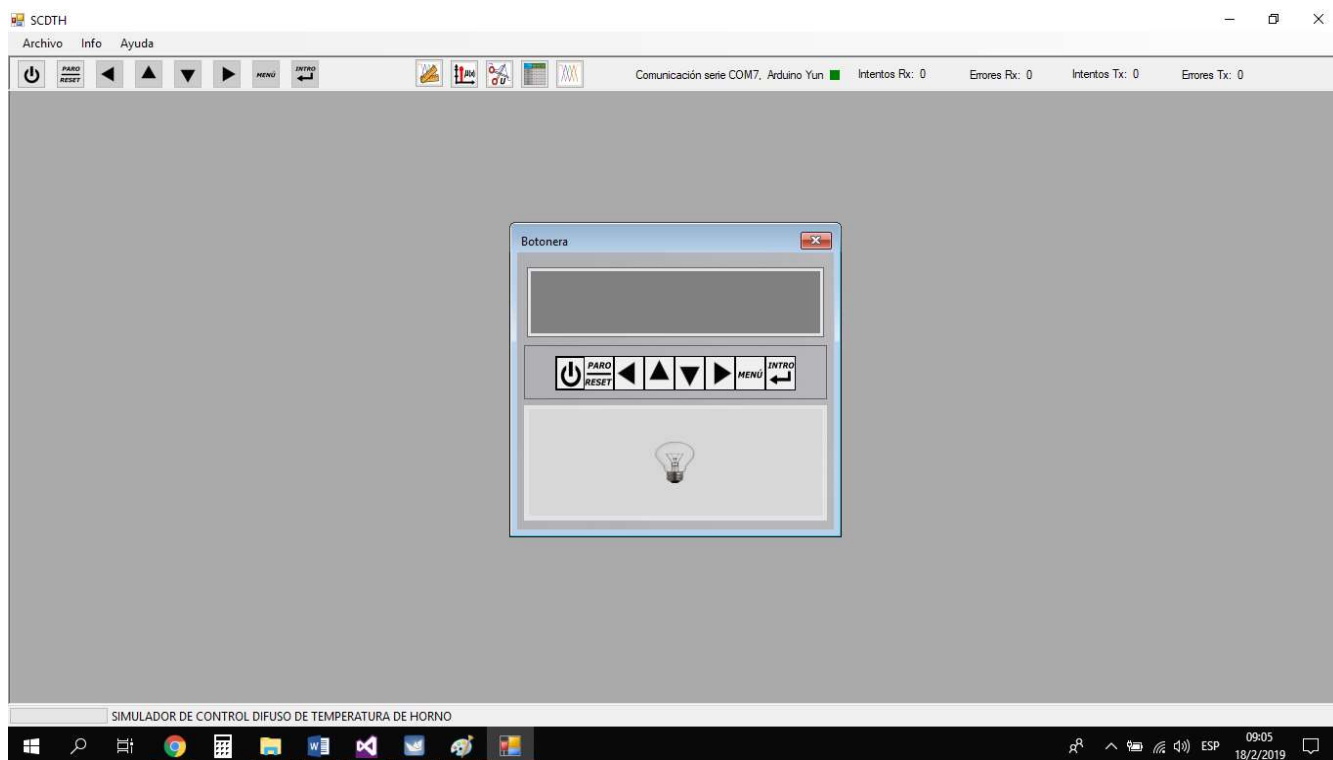 SCDTH
Archivo Info Ayuda
PARO RESET MENÚ INTRO Comunicación serie COM7, Arduino Yun Intentos Rx: 0 Errores Rx: 0 Intentos Tx: 0 Errores Tx: 0
Botonera
PARO RESET MENÚ INTRO
SIMULADOR DE CONTROL DIFUSO DE TEMPERATURA DE HORNO
ESP 09:05
18/2/2019